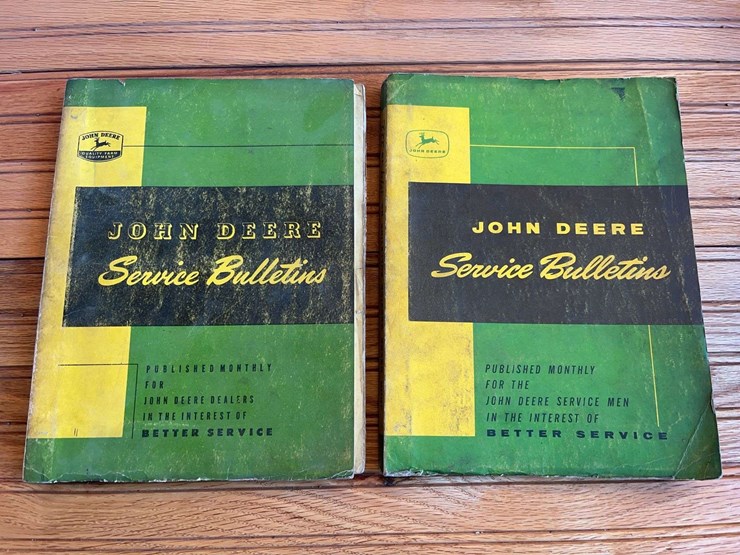 JOHN DEERE
QUALITY FARM
EQUIPMENT
JOHN DEERE
Service Bulletins
PUBLISHED MONTHLY
FOR
JOHN DEERE DEALERS
IN THE INTEREST OF
BETTER SERVICE
JOHN DEERE
JOHN DEERE
Service Bulletins
PUBLISHED MONTHLY
FOR THE
JOHN DEERE SERVICE MEN
IN THE INTEREST OF
BETTER SERVICE